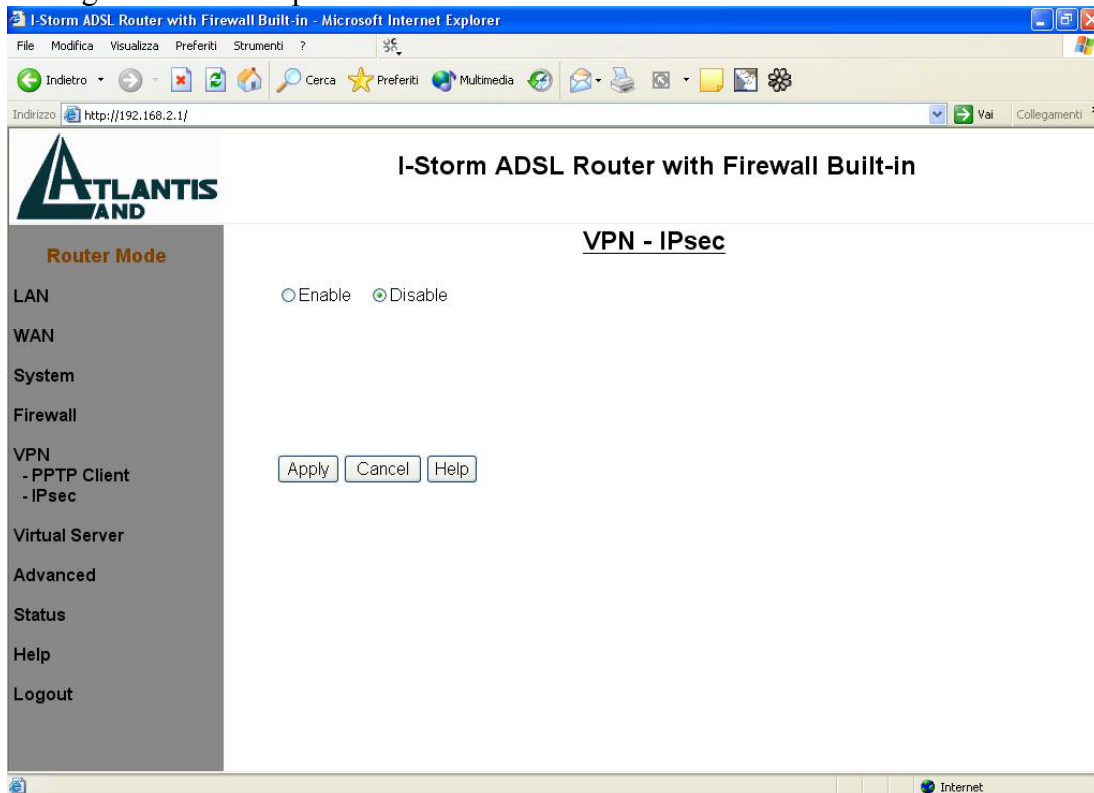 I-Storm ADSL Router with Firewall Built-in - Microsoft Internet Explorer
File Modifica Visualizza Preferiti Strumenti ?
Indietro Cerca Preferiti Multimedia
Indirizzo http://192.168.2.1/ Vai Collegamenti
ATLANTIS
LAND
I-Storm ADSL Router with Firewall Built-in
Router Mode
LAN
WAN
System
Firewall
VPN
- PPTP Client
- IPsec
Virtual Server
Advanced
Status
Help
Logout
VPN - IPsec
Enable Disable
Apply Cancel Help
Internet